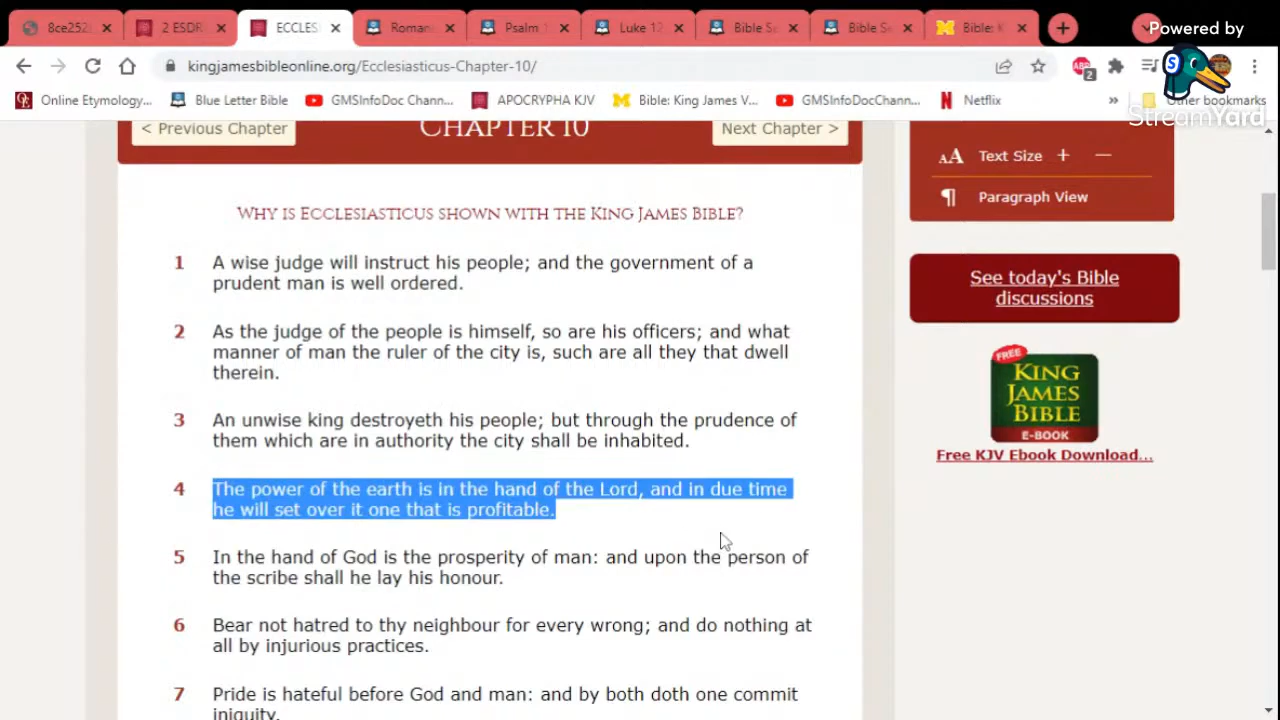 8ce252
2 ESDR
ECCLES
Roman
Psalm 1
Luke 12
Bible Se
Bible Se
Bible: K
Powered by
kingjamesbibleonline.org/Ecclesiasticus-Chapter-10/
2
Online Etymology...
Blue Letter Bible
GMSInfoDoc Chann...
APOCRYPHA KJV
Bible: King James V...
GMSInfoDocChann...
Netflix
»
Other bookmarks
StreamYard
< Previous Chapter
CHAPTER 10
Next Chapter >
AA Text Size + −
¶ Paragraph View
WHY IS ECCLESIASTICUS SHOWN WITH THE KING JAMES BIBLE?
1 A wise judge will instruct his people; and the government of a
prudent man is well ordered.
2 As the judge of the people is himself, so are his officers; and what
manner of man the ruler of the city is, such are all they that dwell
therein.
3 An unwise king destroyeth his people; but through the prudence of
them which are in authority the city shall be inhabited.
4 The power of the earth is in the hand of the Lord, and in due time
he will set over it one that is profitable.
5 In the hand of God is the prosperity of man: and upon the person of
the scribe shall he lay his honour.
6 Bear not hatred to thy neighbour for every wrong; and do nothing at
all by injurious practices.
7 Pride is hateful before God and man: and by both doth one commit
iniquity.
See today's Bible
discussions
FREE
KING
JAMES
BIBLE
E-BOOK
Free KJV Ebook Download...